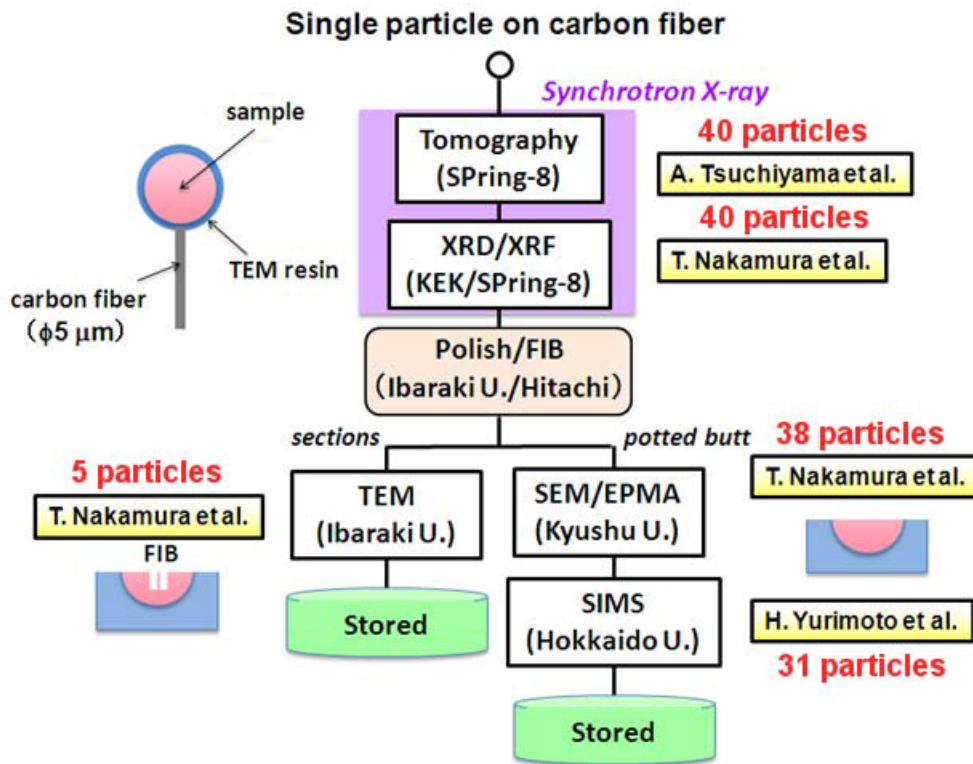 Single particle on carbon fiber
Synchrotron X-ray
sample
TEM resin
carbon fiber
(ϕ5 μm)
Tomography
(SPring-8)
40 particles
A. Tsuchiyama et al.
XRD/XRF
(KEK/SPring-8)
40 particles
T. Nakamura et al.
Polish/FIB
(Ibaraki U./Hitachi)
sections
potted butt
5 particles
T. Nakamura et al.
FIB
TEM
(Ibaraki U.)
Stored
SEM/EPMA
(Kyushu U.)
38 particles
T. Nakamura et al.
SIMS
(Hokkaido U.)
H. Yurimoto et al.
31 particles
Stored